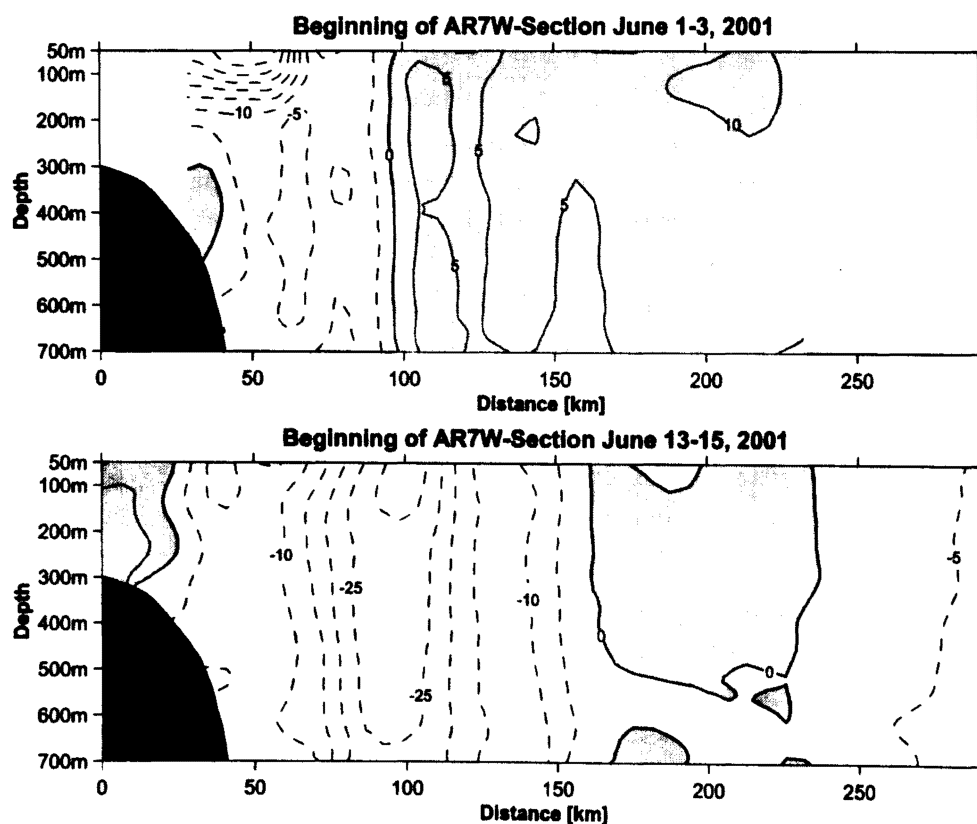 Beginning of AR7W-Section June 1-3, 2001
50m
100m
200m
300m
400m
500m
600m
700m
Depth
-10
-5
0
5
5
5
5
10
0
50
100
150
200
250
Distance [km]
Beginning of AR7W-Section June 13-15, 2001
50m
100m
200m
300m
400m
500m
600m
700m
Depth
-10
-25
-25
-10
0
0
-5
0
50
100
150
200
250
Distance [km]